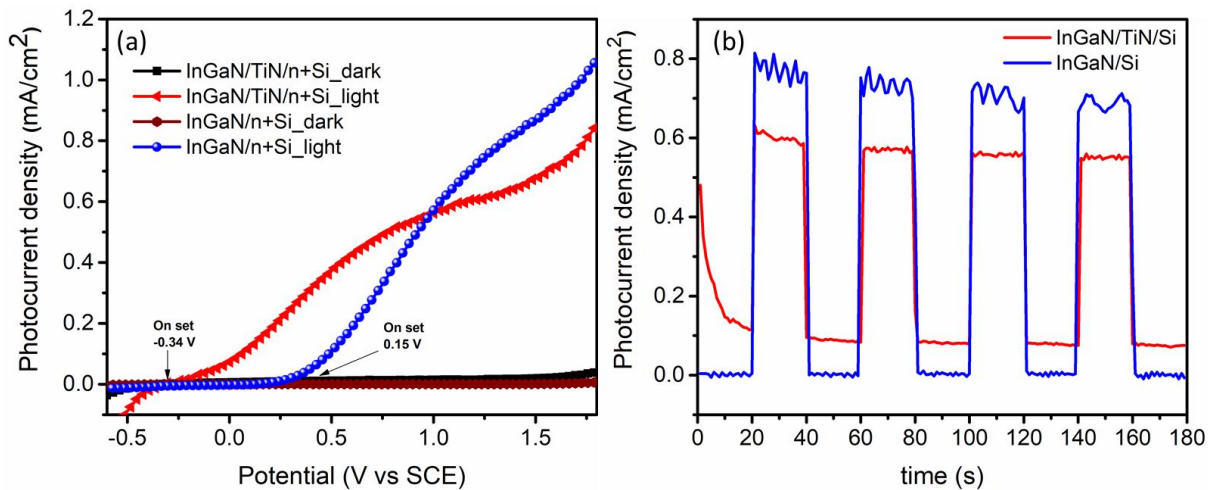 (a)
InGaN/TiN/n+Si_dark
InGaN/TiN/n+Si_light
InGaN/n+Si_dark
InGaN/n+Si_light
On set
-0.34 V
On set
0.15 V
Photocurrent density (mA/cm2)
1.2
1.0
0.8
0.6
0.4
0.2
0.0
-0.5
0.0
0.5
1.0
1.5
Potential (V vs SCE)
(b)
InGaN/TiN/Si
InGaN/Si
Photocurrent density (mA/cm2)
0.8
0.6
0.4
0.2
0.0
0
20
40
60
80
100
120
140
160
180
time (s)